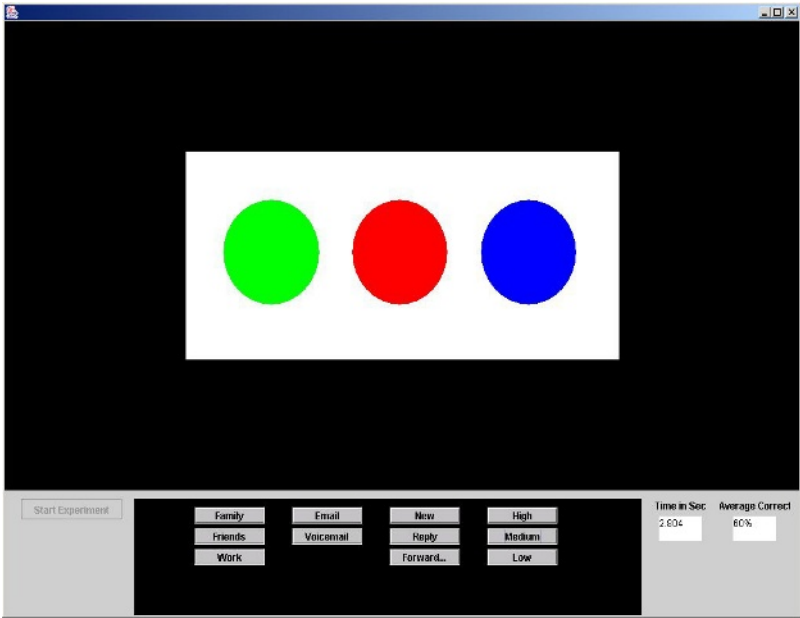 Start Experiment
Family Email New High
Friends Voicemail Reply Medium
Work Forward... Low
Time in Sec Average Correct
2.804 60%